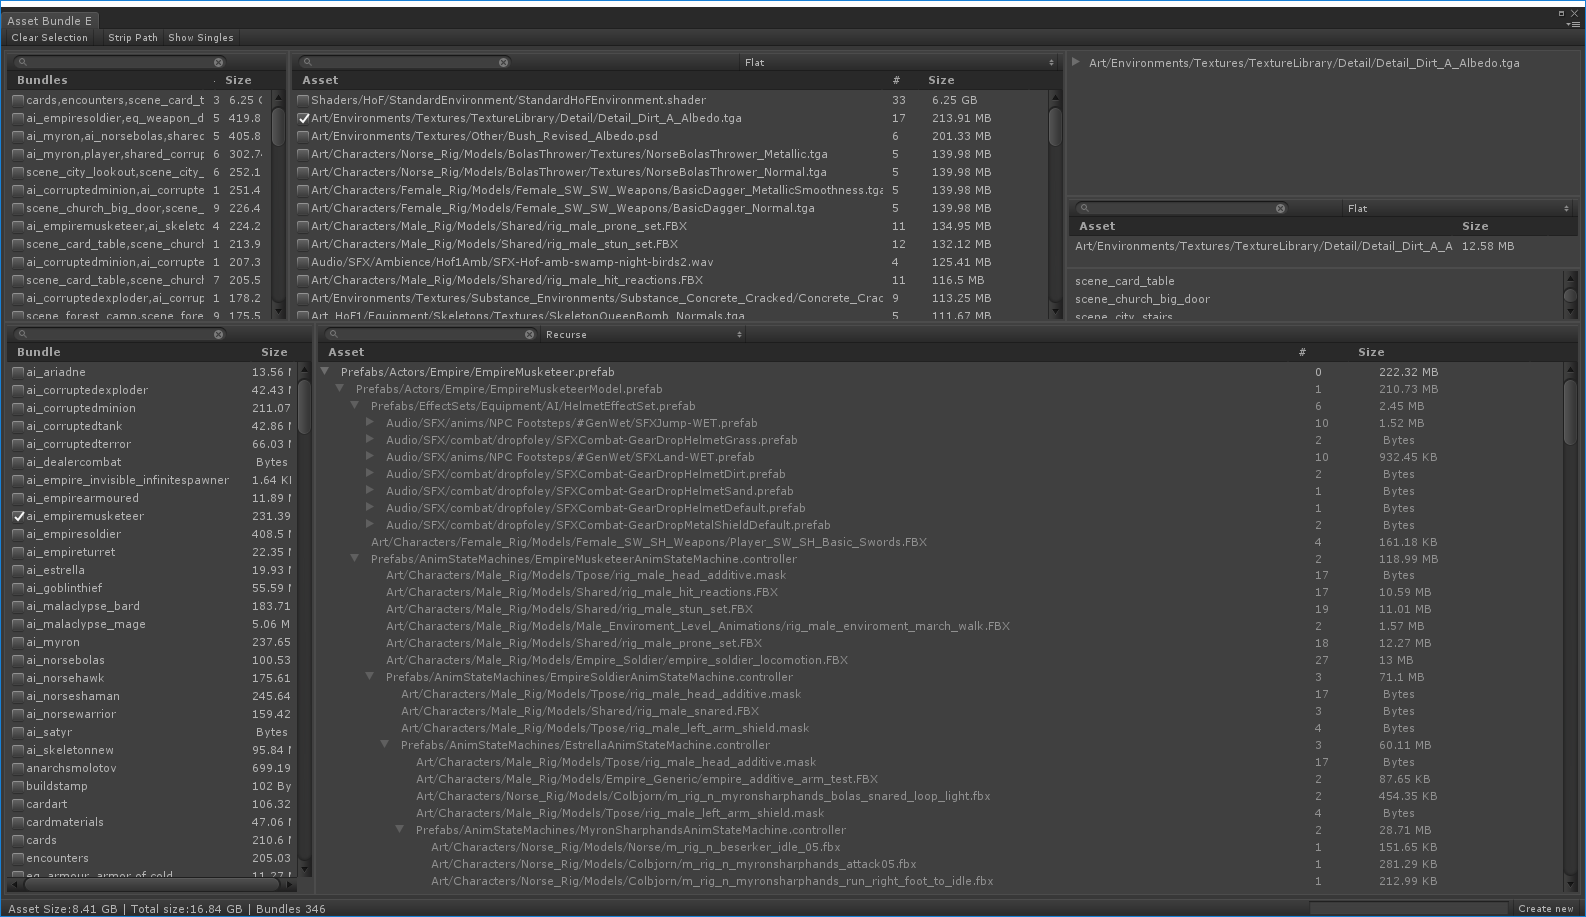 Asset Bundle E
Clear Selection Strip Path Show Singles
Flat
Bundles Size
cards,encounters,scene_card_t 3 6.25
ai_empiresoldier,eq_weapon_d 5 419.8
ai_myron,ai_norsebolas,shared 5 405.8
ai_myron,player,shared_corrup 6 302.7
scene_city_lookout,scene_city_ 6 252.1
ai_corruptedminion,ai_corrupte 1 251.4
scene_church_big_door,scene_ 9 226.4
ai_empiremusketeer,ai_skeletc 4 224.2
scene_card_table,scene_church 1 213.9
ai_corruptedminion,ai_corrupte 1 207.3
scene_card_table,scene_church 7 205.5
ai_corruptedexploder,ai_corrup 1 178.2
scene_forest_camp,scene_fore 9 175.5
Asset # Size
Shaders/HoF/StandardEnvironment/StandardHoFEnvironment.shader 33 6.25 GB
Art/Environments/Textures/TextureLibrary/Detail/Detail_Dirt_A_Albedo.tga 17 213.91 MB
Art/Environments/Textures/Other/Bush_Revised_Albedo.psd 6 201.33 MB
Art/Characters/Norse_Rig/Models/BolasThrower/Textures/NorseBolasThrower_Metallic.tga 5 139.98 MB
Art/Characters/Norse_Rig/Models/BolasThrower/Textures/NorseBolasThrower_Normal.tga 5 139.98 MB
Art/Characters/Female_Rig/Models/Female_SW_SW_Weapons/BasicDagger_MetallicSmoothness.tga 5 139.98 MB
Art/Characters/Female_Rig/Models/Female_SW_SW_Weapons/BasicDagger_Normal.tga 5 139.98 MB
Art/Characters/Male_Rig/Models/Shared/rig_male_prone_set.FBX 11 134.95 MB
Art/Characters/Male_Rig/Models/Shared/rig_male_stun_set.FBX 12 132.12 MB
Audio/SFX/Ambience/Hof1Amb/SFX-Hof-amb-swamp-night-birds2.wav 4 125.41 MB
Art/Characters/Male_Rig/Models/Shared/rig_male_hit_reactions.FBX 11 116.5 MB
Art/Environments/Textures/Substance_Environments/Substance_Concrete_Cracked/Concrete_Crac 9 113.25 MB
Art_HoF1/Equipment/Skeletons/Textures/SkeletonQueenBomb_Normals.tga 5 111.67 MB
Art/Environments/Textures/TextureLibrary/Detail/Detail_Dirt_A_Albedo.tga
Flat
Asset Size
Art/Environments/Textures/TextureLibrary/Detail/Detail_Dirt_A_A 12.58 MB
scene_card_table
scene_church_big_door
scene_city_stairs
Bundle Size
ai_ariadne 13.56
ai_corruptedexploder 42.43
ai_corruptedminion 211.07
ai_corruptedtank 42.86
ai_corruptedterror 66.03
ai_dealercombat Bytes
ai_empire_invisible_infinitespawner 1.64
ai_empirearmoured 11.89
ai_empiremusketeer 231.39
ai_empiresoldier 408.5
ai_empireturret 22.35
ai_estrella 19.93
ai_goblinthief 55.59
ai_malaclypse_bard 183.71
ai_malaclypse_mage 5.06 M
ai_myron 237.65
ai_norsebolas 100.53
ai_norsehawk 175.61
ai_norseshaman 245.64
ai_norsewarrior 159.42
ai_satyr Bytes
ai_skeletonnew 95.84
anarchsmolotov 699.19
buildstamp 102 By
cardart 106.32
cardmaterials 47.06
cards 210.6
encounters 205.03
eq_armour_armor_of_cold 11.27
Recurse
Asset # Size
Prefabs/Actors/Empire/EmpireMusketeer.prefab 0 222.32 MB
Prefabs/Actors/Empire/EmpireMusketeerModel.prefab 1 210.73 MB
Prefabs/EffectSets/Equipment/AI/HelmetEffectSet.prefab 6 2.45 MB
Audio/SFX/anims/NPC Footsteps/#GenWet/SFXJump-WET.prefab 10 1.52 MB
Audio/SFX/combat/dropfoley/SFXCombat-GearDropHelmetGrass.prefab 2 Bytes
Audio/SFX/anims/NPC Footsteps/#GenWet/SFXLand-WET.prefab 10 932.45 KB
Audio/SFX/combat/dropfoley/SFXCombat-GearDropHelmetDirt.prefab 2 Bytes
Audio/SFX/combat/dropfoley/SFXCombat-GearDropHelmetSand.prefab 1 Bytes
Audio/SFX/combat/dropfoley/SFXCombat-GearDropHelmetDefault.prefab 1 Bytes
Audio/SFX/combat/dropfoley/SFXCombat-GearDropMetalShieldDefault.prefab 2 Bytes
Art/Characters/Female_Rig/Models/Female_SW_SH_Weapons/Player_SW_SH_Basic_Swords.FBX 4 161.18 KB
Prefabs/AnimStateMachines/EmpireMusketeerAnimStateMachine.controller 2 118.99 MB
Art/Characters/Male_Rig/Models/Tpose/rig_male_head_additive.mask 17 Bytes
Art/Characters/Male_Rig/Models/Shared/rig_male_hit_reactions.FBX 17 10.59 MB
Art/Characters/Male_Rig/Models/Shared/rig_male_stun_set.FBX 19 11.01 MB
Art/Characters/Male_Rig/Models/Male_Enviroment_Level_Animations/rig_male_enviroment_march_walk.FBX 2 1.57 MB
Art/Characters/Male_Rig/Models/Shared/rig_male_prone_set.FBX 18 12.27 MB
Art/Characters/Male_Rig/Models/Empire_Soldier/empire_soldier_locomotion.FBX 27 13 MB
Prefabs/AnimStateMachines/EmpireSoldierAnimStateMachine.controller 3 71.1 MB
Art/Characters/Male_Rig/Models/Tpose/rig_male_head_additive.mask 17 Bytes
Art/Characters/Male_Rig/Models/Shared/rig_male_snared.FBX 3 Bytes
Art/Characters/Male_Rig/Models/Tpose/rig_male_left_arm_shield.mask 4 Bytes
Prefabs/AnimStateMachines/EstrellaAnimStateMachine.controller 3 60.11 MB
Art/Characters/Male_Rig/Models/Tpose/rig_male_head_additive.mask 17 Bytes
Art/Characters/Male_Rig/Models/Empire_Generic/empire_additive_arm_test.FBX 2 87.65 KB
Art/Characters/Norse_Rig/Models/Colbjorn/m_rig_n_myronsharphands_bolas_snared_loop_light.fbx 2 454.35 KB
Art/Characters/Male_Rig/Models/Tpose/rig_male_left_arm_shield.mask 4 Bytes
Prefabs/AnimStateMachines/MyronSharphandsAnimStateMachine.controller 2 28.71 MB
Art/Characters/Norse_Rig/Models/Norse/m_rig_n_beserker_idle_05.fbx 1 151.65 KB
Art/Characters/Norse_Rig/Models/Colbjorn/m_rig_n_myronsharphands_attack05.fbx 1 281.29 KB
Art/Characters/Norse_Rig/Models/Colbjorn/m_rig_n_myronsharphands_run_right_foot_to_idle.fbx 1 212.99 KB
Asset Size:8.41 GB | Total size:16.84 GB | Bundles 346
Create new